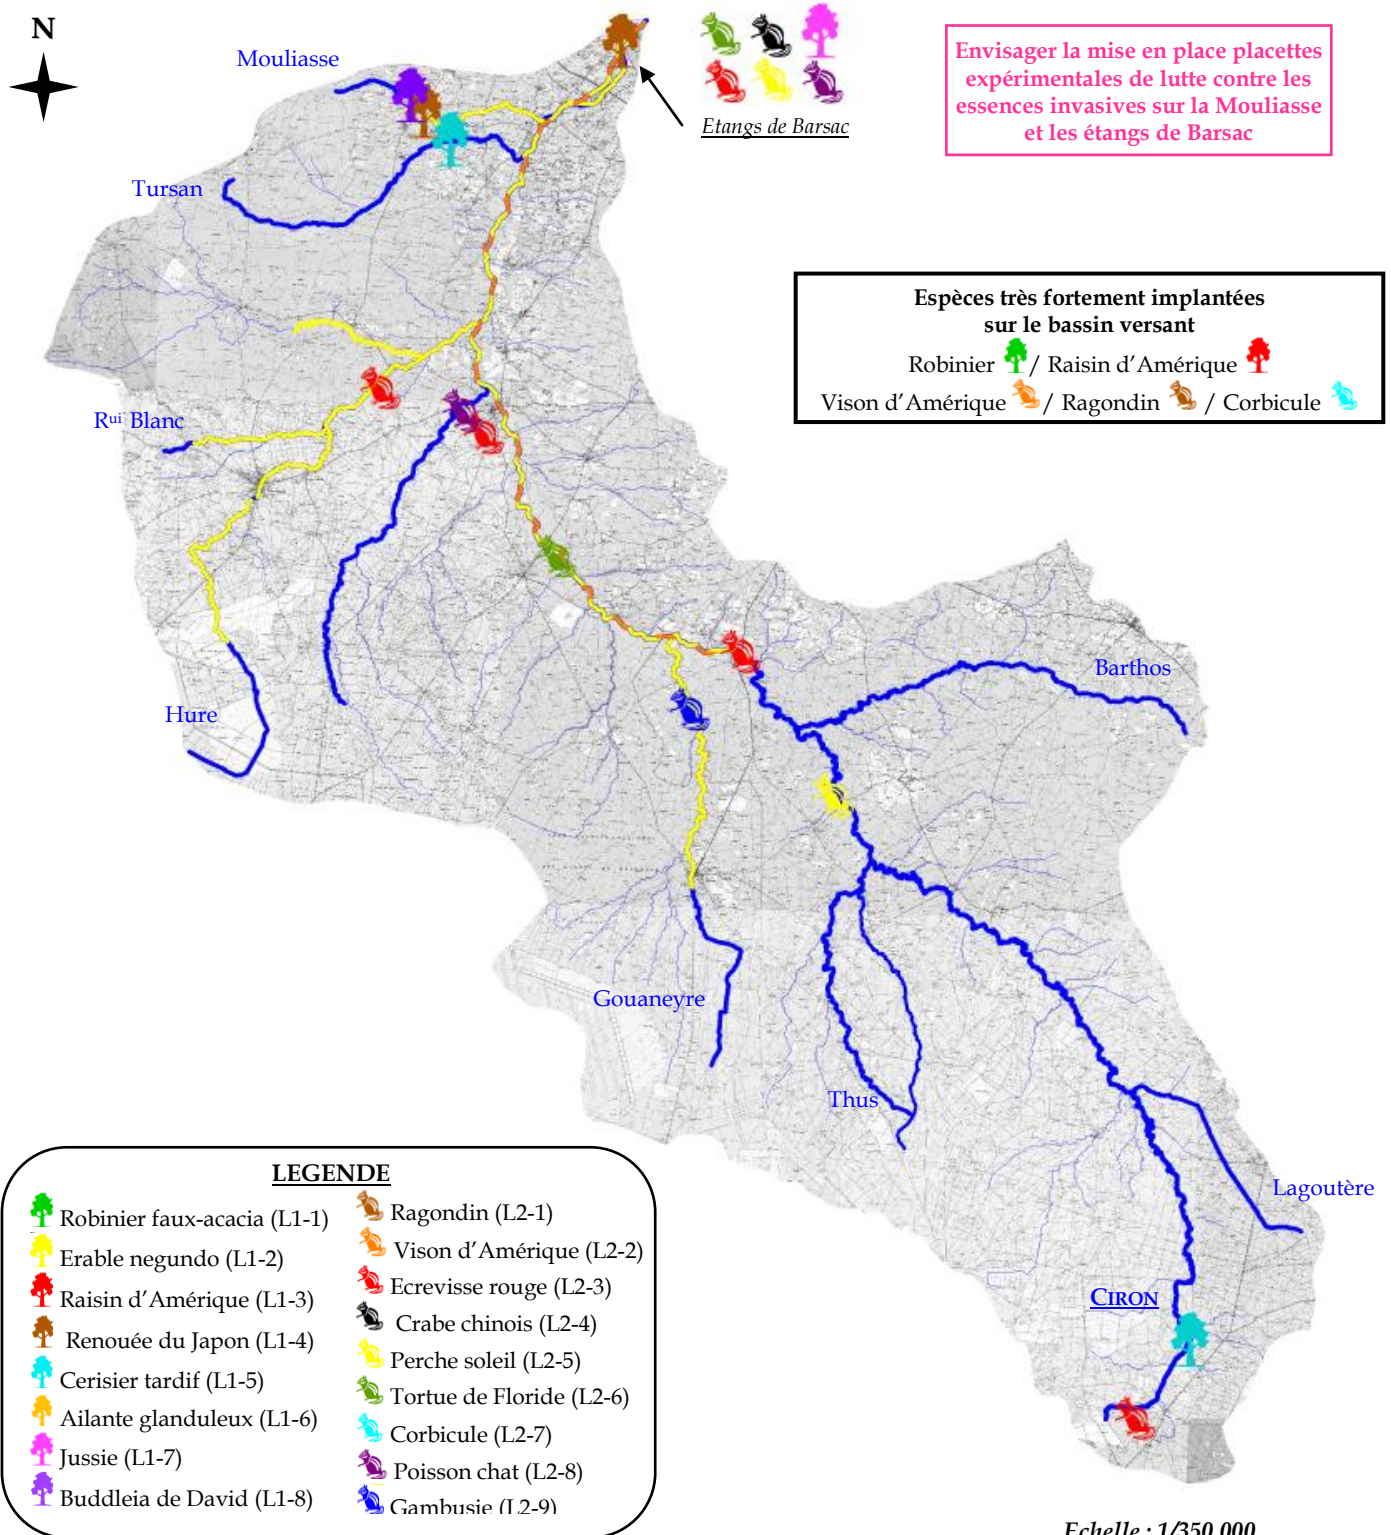 N
Mouliasse
Etangs de Barsac
Envisager la mise en place placettes
expérimentales de lutte contre les
essences invasives sur la Mouliasse
et les étangs de Barsac
Tursan
Espèces très fortement implantées
sur le bassin versant
Robinier / Raisin d'Amérique
Vison d'Amérique / Ragondin / Corbicule
Rui Blanc
Barthos
Hure
Gouaneyre
Thus
Lagoutère
CIRON
LEGENDE
Robinier faux-acacia (L1-1)
Erable negundo (L1-2)
Raisin d'Amérique (L1-3)
Renouée du Japon (L1-4)
Cerisier tardif (L1-5)
Ailante glanduleux (L1-6)
Jussie (L1-7)
Buddleia de David (L1-8)
Ragondin (L2-1)
Vison d'Amérique (L2-2)
Ecrevisse rouge (L2-3)
Crabe chinois (L2-4)
Perche soleil (L2-5)
Tortue de Floride (L2-6)
Corbicule (L2-7)
Poisson chat (L2-8)
Gambusie (L2-9)
Echelle : 1/350 000